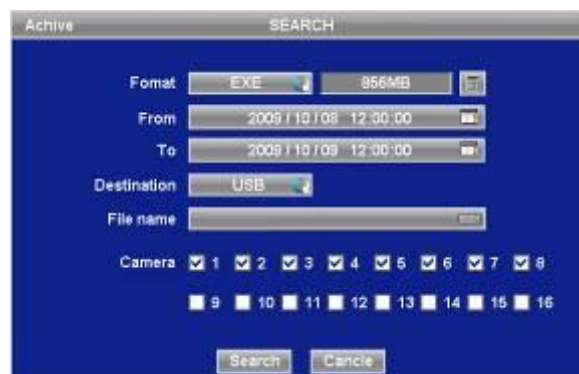 Achive SEARCH
Fomat EXE 856MB
From 2009 / 10 / 08 12:00:00
To 2009 / 10 / 09 12:00:00
Destination USB
File name
Camera 1 2 3 4 5 6 7 8
9 10 11 12 13 14 15 16
Search Cancle